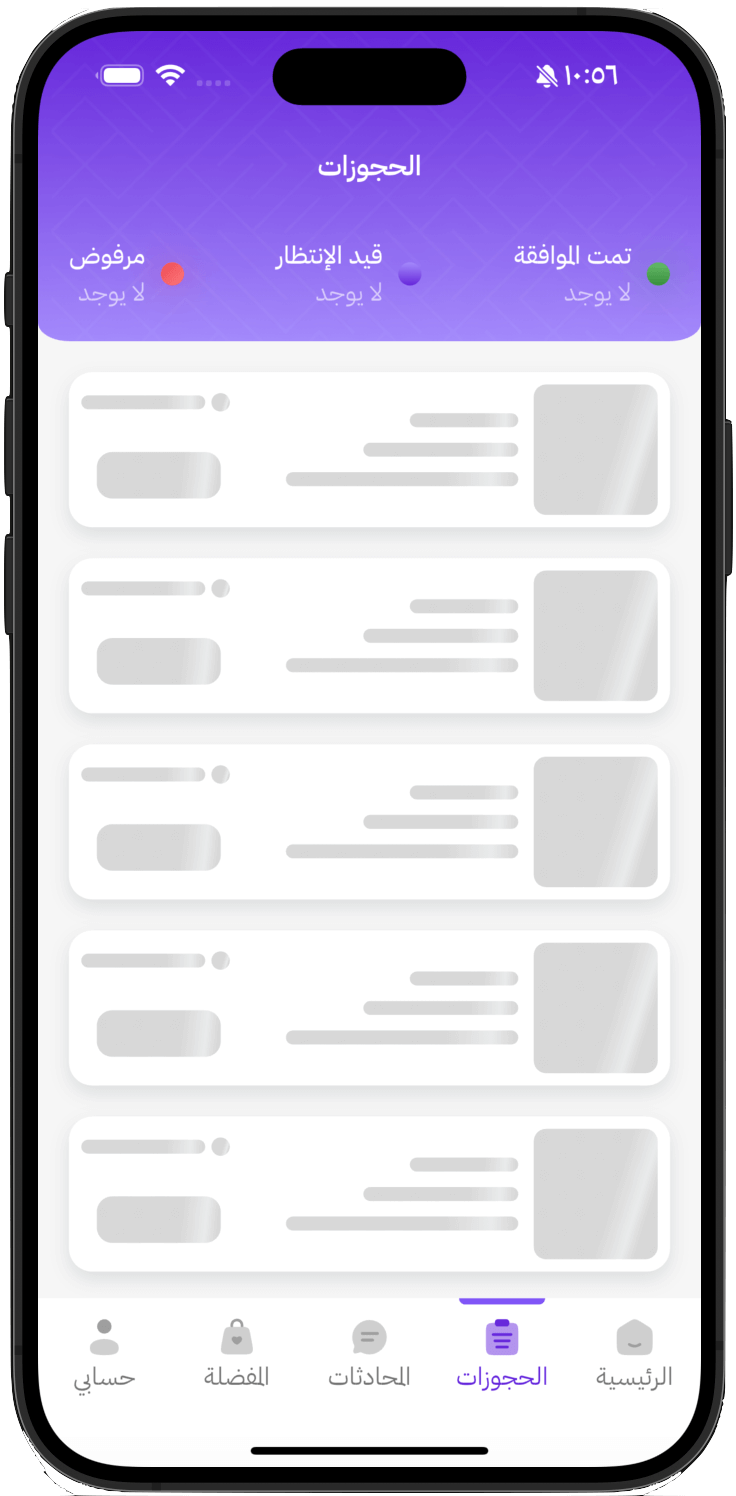 ١٠:٥٦
الحجوزات
تمت الموافقة
لا يوجد
قيد الإنتظار
لا يوجد
مرفوض
لا يوجد
الرئيسية
الحجوزات
المحادثات
المفضلة
حسابي